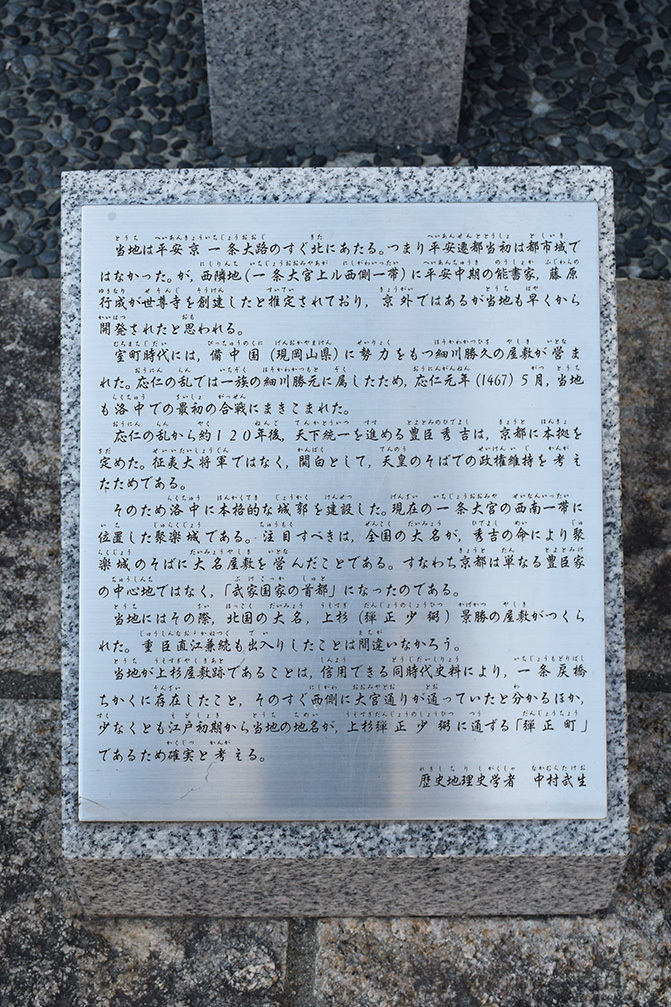 当地は平安京一条大路のすぐ北にあたる。つまり平安遷都当初は都市域で
はなかった。が，西隣地(一条大宮上ル西側一帯)に平安中期の能書家，藤原
行成が世尊寺を創建したと推定されており，京外ではあるが当地も早くから
開発されたと思われる。
室町時代には，備中国(現岡山県)に勢力をもつ細川勝久の屋敷が営ま
れた。応仁の乱では一族の細川勝元に属したため，応仁元年(1467)5月，当地
も洛中での最初の合戦にまきこまれた。
応仁の乱から約120年後，天下統一を進める豊臣秀吉は，京都に本拠を
定めた。征夷大将軍ではなく，関白として，天皇のそばでの政権維持を考え
たためである。
そのため洛中に本格的な城郭を建設した。現在の一条大宮の西南一帯に
位置した聚楽城である。注目すべきは，全国の大名が，秀吉の命により聚
楽城のそばに大名屋敷を営んだことである。すなわち京都は単なる豊臣家
の中心地ではなく，「武家国家の首都」になったのである。
当地にはその際，北国の大名，上杉(弾正少弼)景勝の屋敷がつくら
れた。重臣直江兼続も出入りしたことは間違いなかろう。
当地が上杉屋敷跡であることは，信用できる同時代史料により，一条戻橋
ちかくに存在したこと，そのすぐ西側に大宮通りが通っていたと分かるほか，
少なくとも江戸初期から当地の地名が，上杉弾正少弼に通ずる「弾正町」
であるため確実と考える。
歴史地理史学者 中村武生